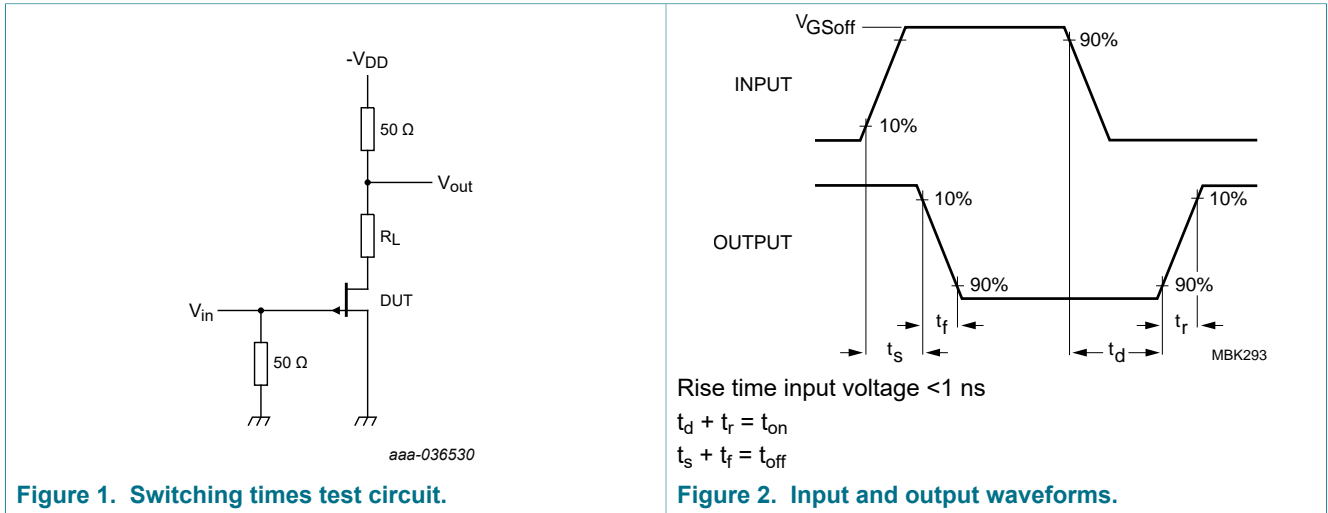 -VDD
50 Ω
Vout
RL
DUT
Vin
50 Ω
aaa-036530
Figure 1. Switching times test circuit.
VGSoff
90%
INPUT
10%
10%
10%
OUTPUT
90%
90%
tf
tr
ts
td
MBK293
Rise time input voltage <1 ns
td + tr = ton
ts + tf = toff
Figure 2. Input and output waveforms.